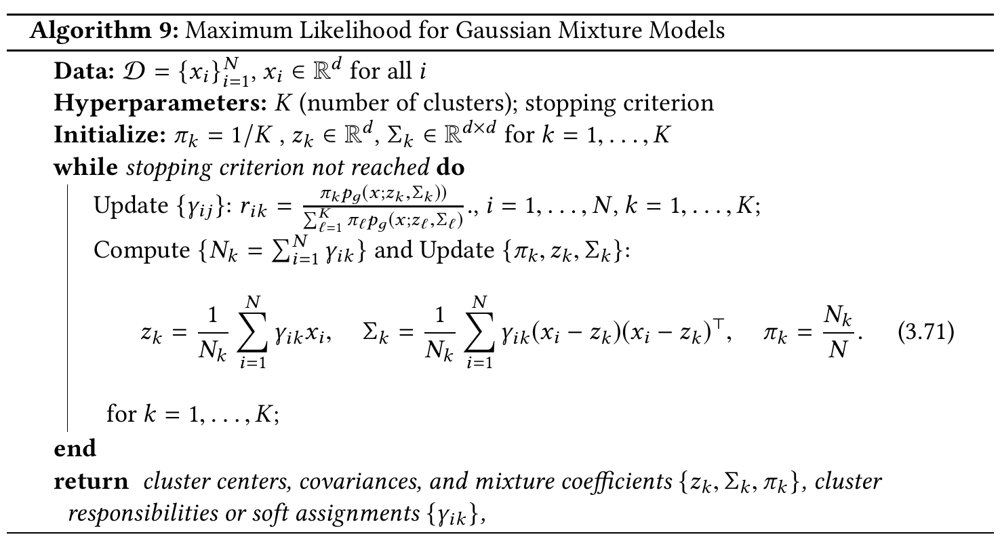 Algorithm 9: Maximum Likelihood for Gaussian Mixture Models
Data: $\mathcal{D} = \{x_i\}_{i=1}^N$, $x_i \in \mathbb{R}^d$ for all $i$
Hyperparameters: $K$ (number of clusters); stopping criterion
Initialize: $\pi_k = 1/K$ , $z_k \in \mathbb{R}^d$, $\Sigma_k \in \mathbb{R}^{d \times d}$ for $k = 1, \ldots, K$
while stopping criterion not reached do
Update $\{\gamma_{ij}\}$: $r_{ik} = \frac{\pi_k p_g(x; z_k, \Sigma_k))}{\sum_{\ell=1}^K \pi_\ell p_g(x; z_\ell, \Sigma_\ell)}$., $i = 1, \ldots, N$, $k = 1, \ldots, K$;
Compute $\{N_k = \sum_{i=1}^N \gamma_{ik}\}$ and Update $\{\pi_k, z_k, \Sigma_k\}$:
$z_k = \frac{1}{N_k} \sum_{i=1}^N \gamma_{ik} x_i, \quad \Sigma_k = \frac{1}{N_k} \sum_{i=1}^N \gamma_{ik} (x_i - z_k)(x_i - z_k)^\top, \quad \pi_k = \frac{N_k}{N}. \quad (3.71)$
for $k = 1, \ldots, K$;
end
return cluster centers, covariances, and mixture coefficients $\{z_k, \Sigma_k, \pi_k\}$, cluster
responsibilities or soft assignments $\{\gamma_{ik}\}$,